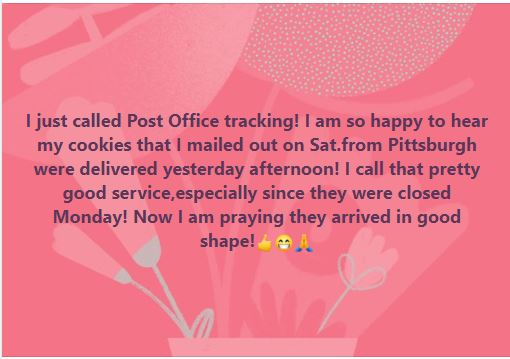 I just called Post Office tracking! I am so happy to hear
my cookies that I mailed out on Sat.from Pittsburgh
were delivered yesterday afternoon! I call that pretty
good service,especially since they were closed
Monday! Now I am praying they arrived in good
shape!👍😁🙏